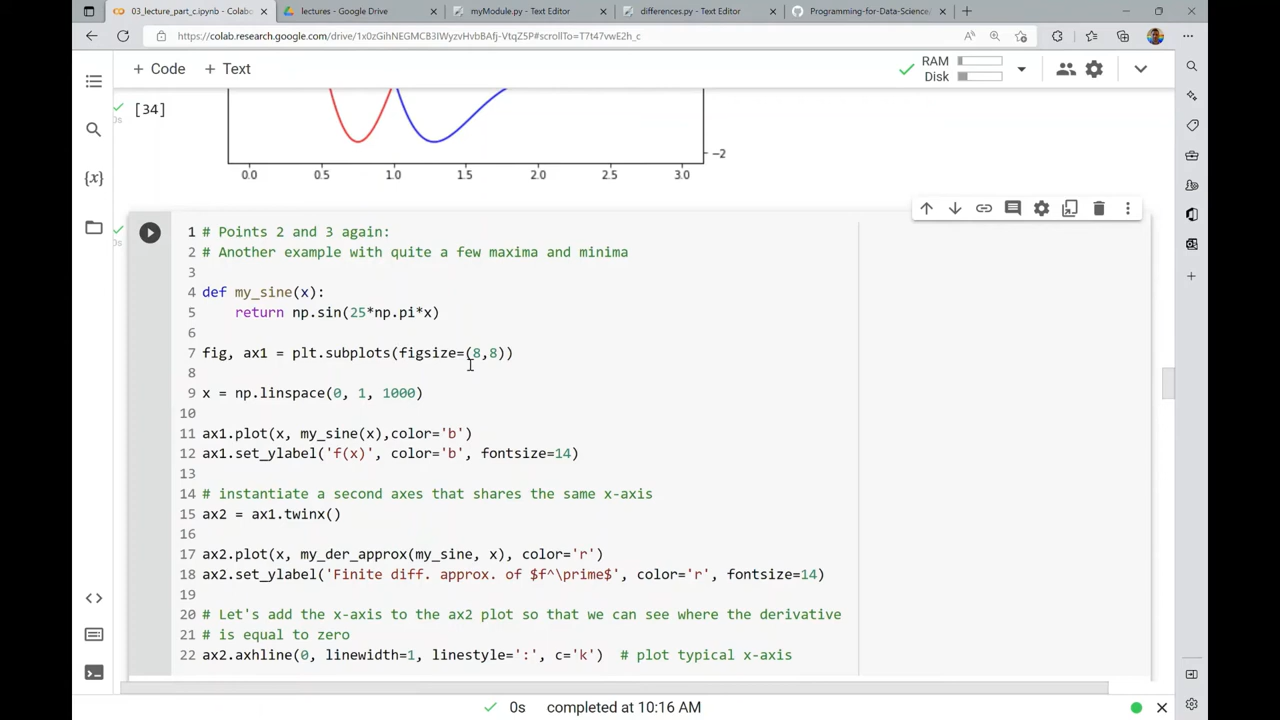 03_lecture_part_c.ipynb - Colabo
lectures - Google Drive
myModule.py - Text Editor
differences.py - Text Editor
Programming-for-Data-Science/
https://colab.research.google.com/drive/1x0zGihNEGMCB3IWyzvHvbBAfj-VtqZ5P#scrollTo=T7t47vwE2h_c
+ Code + Text
RAM
Disk
[34]
-2
0.0 0.5 1.0 1.5 2.0 2.5 3.0
0s
{x}
0s
1 # Points 2 and 3 again:
2 # Another example with quite a few maxima and minima
3
4 def my_sine(x):
5 return np.sin(25*np.pi*x)
6
7 fig, ax1 = plt.subplots(figsize=(8,8))
8
9 x = np.linspace(0, 1, 1000)
10
11 ax1.plot(x, my_sine(x),color='b')
12 ax1.set_ylabel('f(x)', color='b', fontsize=14)
13
14 # instantiate a second axes that shares the same x-axis
15 ax2 = ax1.twinx()
16
17 ax2.plot(x, my_der_approx(my_sine, x), color='r')
18 ax2.set_ylabel('Finite diff. approx. of $f^\prime$', color='r', fontsize=14)
19
20 # Let's add the x-axis to the ax2 plot so that we can see where the derivative
21 # is equal to zero
22 ax2.axhline(0, linewidth=1, linestyle=':', c='k') # plot typical x-axis
0s completed at 10:16 AM